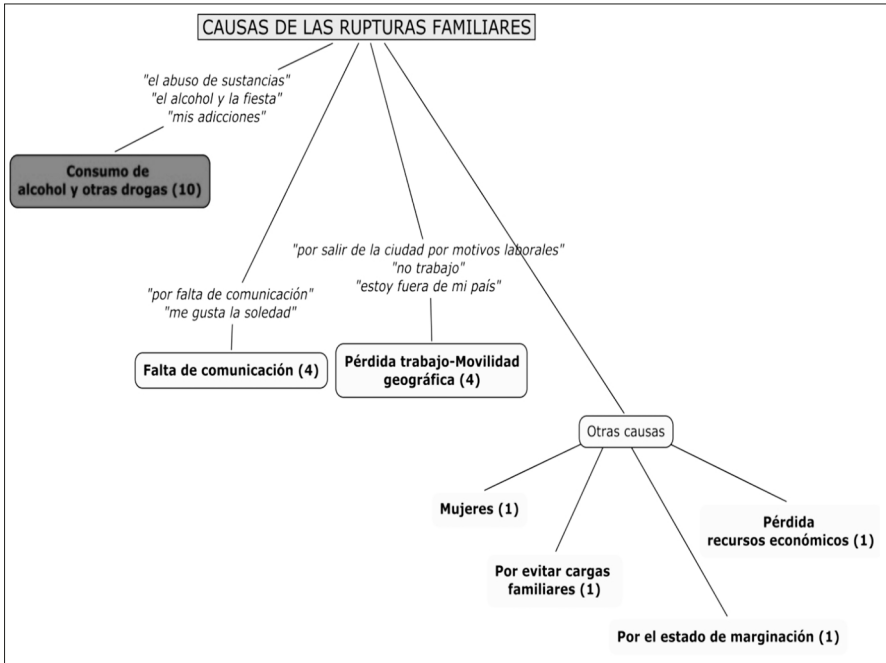 CAUSAS DE LAS RUPTURAS FAMILIARES
"el abuso de sustancias"
"el alcohol y la fiesta"
"mis adicciones"
Consumo de
alcohol y otras drogas (10)
"por falta de comunicación"
"me gusta la soledad"
Falta de comunicación (4)
"por salir de la ciudad por motivos laborales"
"no trabajo"
"estoy fuera de mi país"
Pérdida trabajo-Movilidad
geográfica (4)
Otras causas
Mujeres (1)
Por evitar cargas
familiares (1)
Por el estado de marginación (1)
Pérdida
recursos económicos (1)